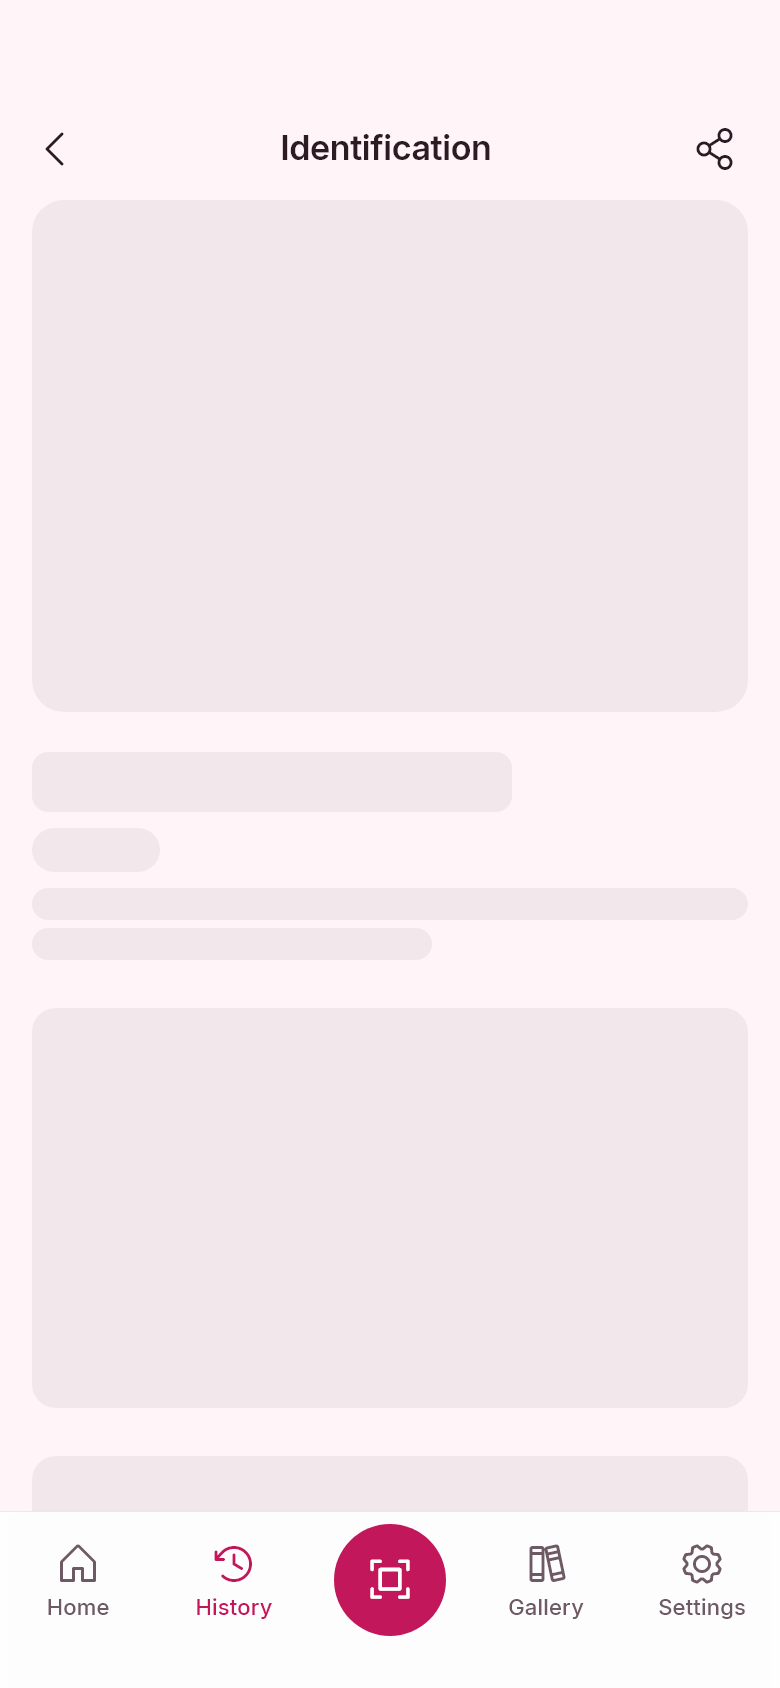 Identification
Home
History
Gallery
Settings